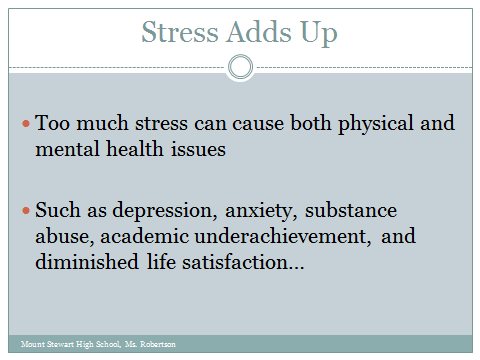 Stress Adds Up
• Too much stress can cause both physical and
mental health issues
• Such as depression, anxiety, substance
abuse, academic underachievement, and
diminished life satisfaction…
Mount Stewart High School, Ms. Robertson